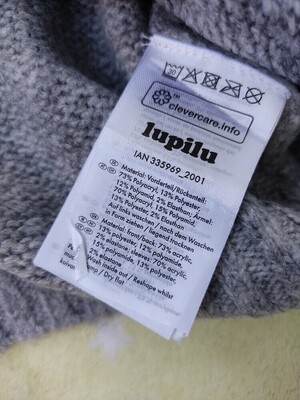 30
clevercare.info
lupilu
IAN 335969_2001
Material: Vorderteil/Rückenteil:
73% Polyacryl, 13% Polyester,
12% Polyamid, 2% Elasthan; Ärmel:
70% Polyacryl, 15% Polyamid,
13% Polyester, 2% Elasthan
Auf links waschen / nach dem Waschen
in Form ziehen / liegend trocknen
Material: front/back: 73% acrylic,
13% polyester, 12% polyamide,
2% elastane, sleeves: 70% acrylic,
15% polyamide, 13% polyester,
2% elastane
Wash inside out / Reshape whilst
damp / Dry flat